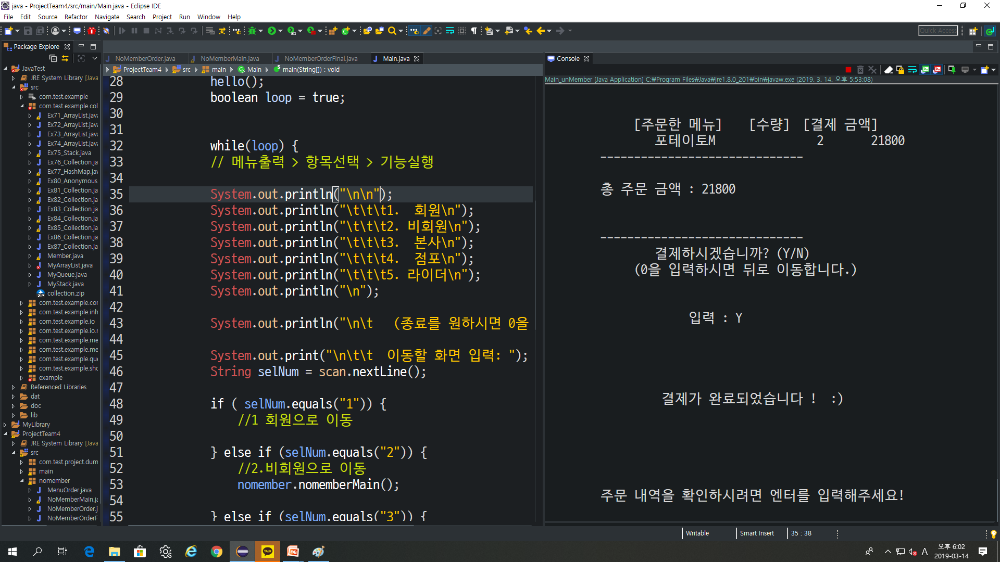 java - ProjectTeam4/src/main/Main.java - Eclipse IDE
File Edit Source Refactor Navigate Search Project Run Window Help
Quick Access
Package Explore
JavaTest
JRE System Library [Java
src
com.test.example
com.test.example.col
Ex71_ArrayList.java
Ex72_ArrayList.java
Ex73_ArrayList.java
Ex74_ArrayList.java
Ex75_Stack.java
Ex76_Collection.java
Ex77_HashMap.jav
Ex80_Anonymous
Ex81_Collection.ja
Ex82_Collection.ja
Ex83_Collection.ja
Ex84_Collection.ja
Ex85_Collection.ja
Ex86_Collection.ja
Ex87_Collection.ja
Member.java
MyArrayList.java
MyQueue.java
MyStack.java
collection.zip
com.test.example.cor
com.test.example.inh
com.test.example.io
com.test.example.io.r
com.test.example.me
com.test.example.me
com.test.example.que
com.test.example.sho
example
Referenced Libraries
dat
doc
lib
MyLibrary
ProjectTeam4
JRE System Library [Java
src
com.test.project.dum
main
nomember
MenuOrder.java
NoMemberMain.ja
NoMemberOrder.j
NoMemberOrderF
NoMemberOrder.java NoMemberMain.java NoMemberOrderFinal.java Main.java
ProjectTeam4 src main Main main(String[]) : void
28 hello();
29 boolean loop = true;
30
31
32 while(loop) {
33 // 메뉴출력 > 항목선택 > 기능실행
34
35 System.out.println("\n\n");
36 System.out.println("\t\t\t1.  회원\n");
37 System.out.println("\t\t\t2. 비회원\n");
38 System.out.println("\t\t\t3.  본사\n");
39 System.out.println("\t\t\t4.  점포\n");
40 System.out.println("\t\t\t5. 라이더\n");
41 System.out.println("\n");
42
43 System.out.println("\n\t   (종료를 원하시면 0을
44
45 System.out.print("\n\t\t  이동할 화면 입력: ");
46 String selNum = scan.nextLine();
47
48 if ( selNum.equals("1")) {
49 //1 회원으로 이동
50
51 } else if (selNum.equals("2")) {
52 //2.비회원으로 이동
53 nomember.nomemberMain();
54
55 } else if (selNum.equals("3")) {
Console
Main_unMember [Java Application] C:₩Program Files₩Java₩jre1.8.0_201₩bin₩javaw.exe (2019. 3. 14. 오후 5:53:08)
[주문한 메뉴] [수량] [결제 금액]
포테이토M 2 21800
------------------------------
총 주문 금액 : 21800
------------------------------
결제하시겠습니까? (Y/N)
(0을 입력하시면 뒤로 이동합니다.)
입력 : Y
결제가 완료되었습니다 !  :)
주문 내역을 확인하시려면 엔터를 입력해주세요!
Writable Smart Insert 35 : 38
TALK
A
오후 6:02
2019-03-14